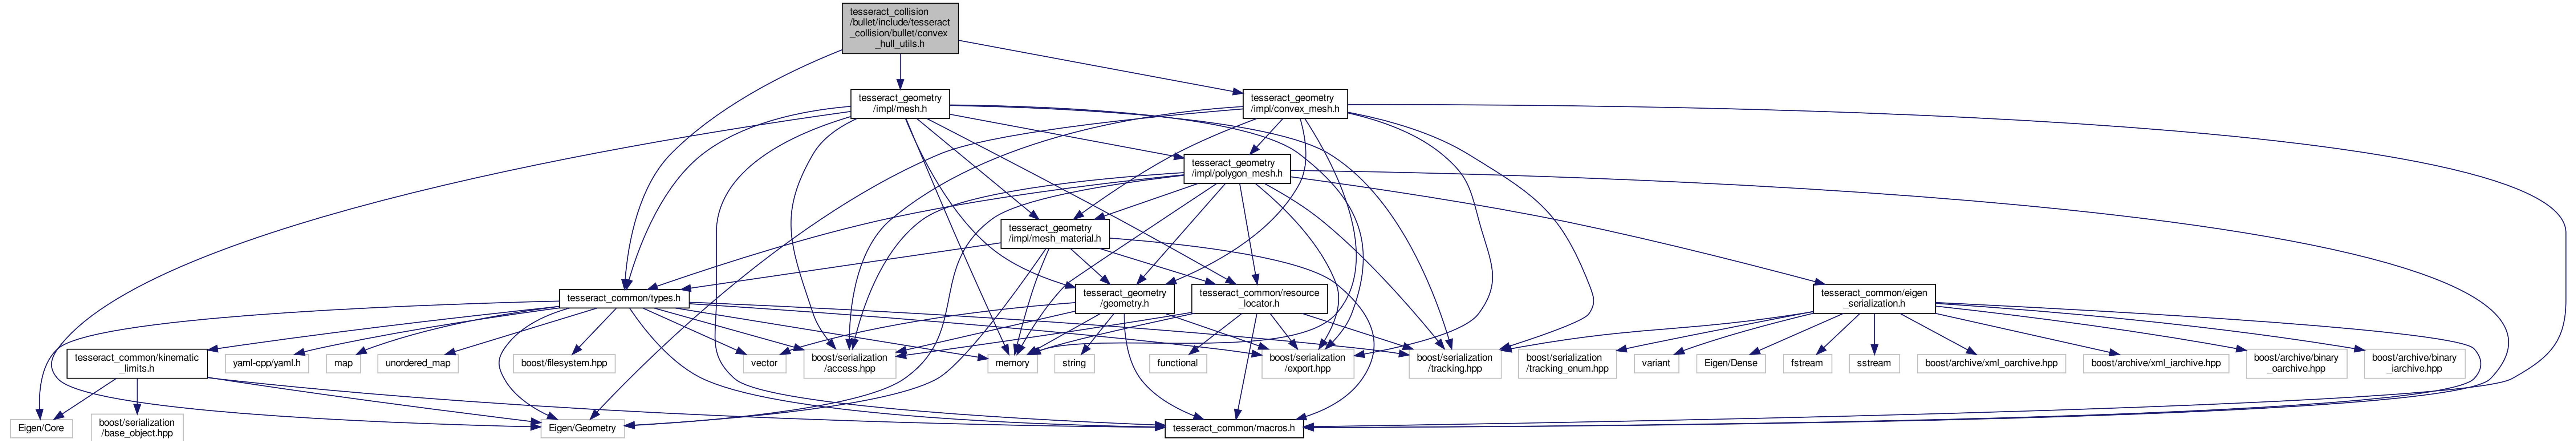 tesseract_collision
/bullet/include/tesseract
_collision/bullet/convex
_hull_utils.h
tesseract_geometry
/impl/mesh.h
tesseract_geometry
/impl/convex_mesh.h
tesseract_geometry
/impl/polygon_mesh.h
tesseract_geometry
/impl/mesh_material.h
tesseract_common/types.h
tesseract_geometry
/geometry.h
tesseract_common/resource
_locator.h
tesseract_common/eigen
_serialization.h
tesseract_common/kinematic
_limits.h
yaml-cpp/yaml.h
map
unordered_map
boost/filesystem.hpp
vector
boost/serialization
/access.hpp
memory
string
functional
boost/serialization
/export.hpp
boost/serialization
/tracking.hpp
boost/serialization
/tracking_enum.hpp
variant
Eigen/Dense
fstream
sstream
boost/archive/xml_oarchive.hpp
boost/archive/xml_iarchive.hpp
boost/archive/binary
_oarchive.hpp
boost/archive/binary
_iarchive.hpp
Eigen/Core
boost/serialization
/base_object.hpp
Eigen/Geometry
tesseract_common/macros.h